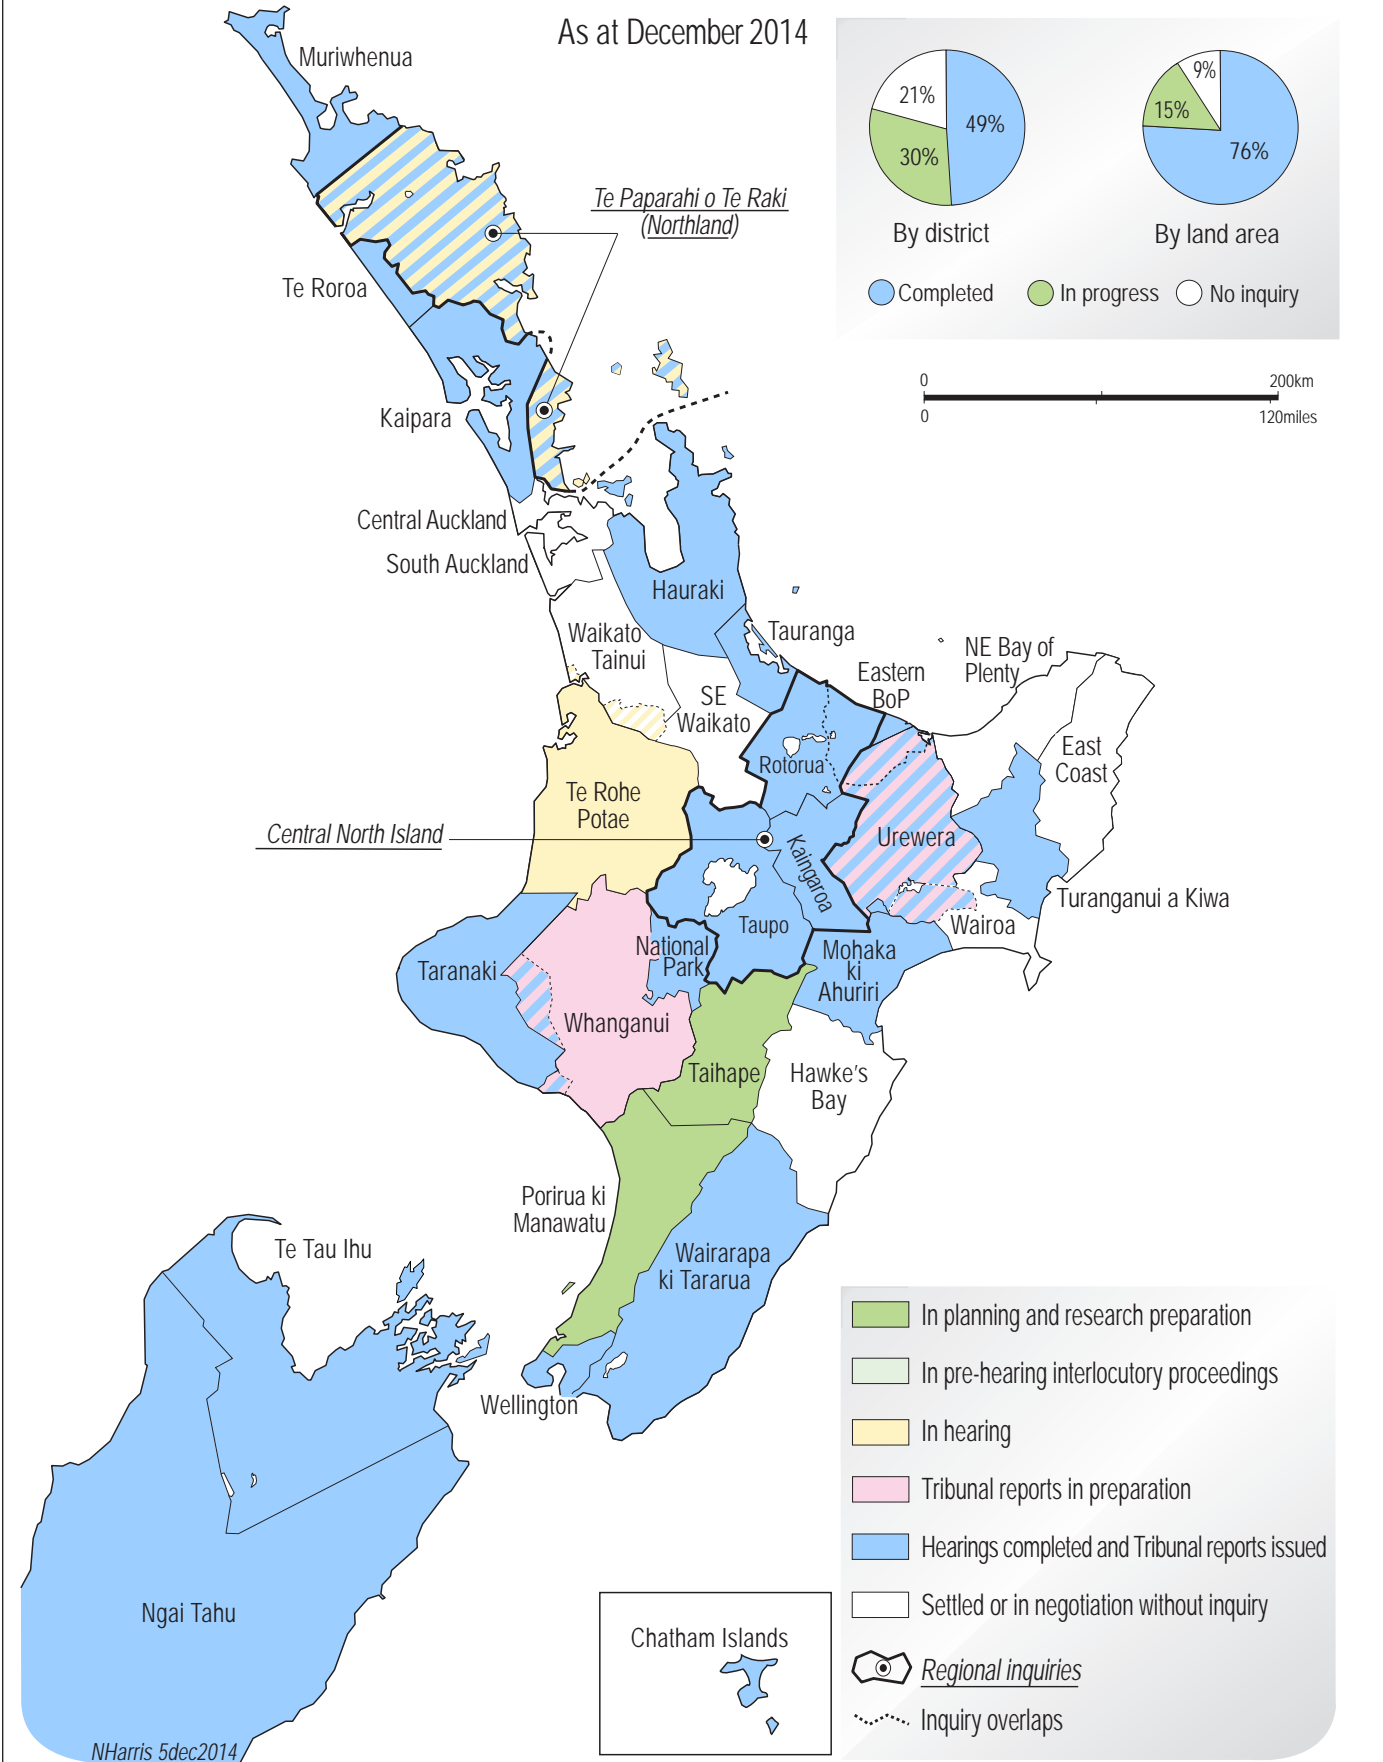 As at December 2014
21%
49%
30%
By district
9%
15%
76%
By land area
Completed
In progress
No inquiry
0
200km
0
120miles
Muriwhenua
Te Paparahi o Te Raki
(Northland)
Te Roroa
Kaipara
Central Auckland
South Auckland
Hauraki
Waikato
Tainui
Tauranga
SE
Waikato
Eastern
BoP
NE Bay of
Plenty
East
Coast
Rotorua
Te Rohe
Potae
Central North Island
Kaingaroa
Urewera
Turanganui a Kiwa
Wairoa
Taupo
National
Park
Mohaka
ki
Ahuriri
Taranaki
Whanganui
Taihape
Hawke's
Bay
Porirua ki
Manawatu
Wairarapa
ki Tararua
Te Tau Ihu
Wellington
Ngai Tahu
Chatham Islands
In planning and research preparation
In pre-hearing interlocutory proceedings
In hearing
Tribunal reports in preparation
Hearings completed and Tribunal reports issued
Settled or in negotiation without inquiry
Regional inquiries
Inquiry overlaps
NHarris 5dec2014